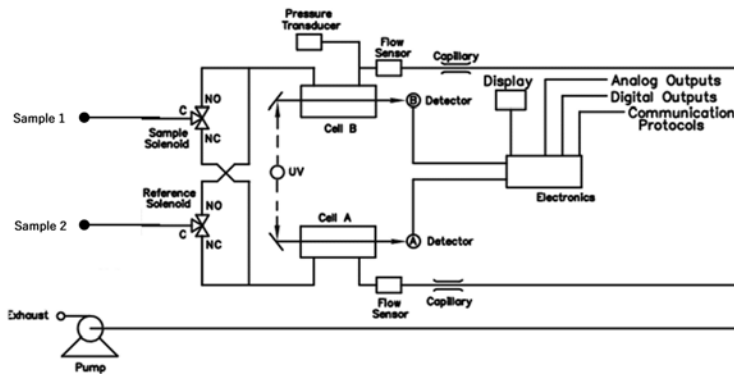 Pressure
Transducer
Flow
Sensor
Capillary
Display
Analog Outputs
Digital Outputs
Communication
Protocols
NO
C
Sample 1
B
Detector
Sample
Solenoid
NC
Cell B
UV
Electronics
Reference
Solenoid
NO
Cell A
Sample 2
C
NC
A
Detector
Flow
Sensor
Capillary
Exhaust
Pump